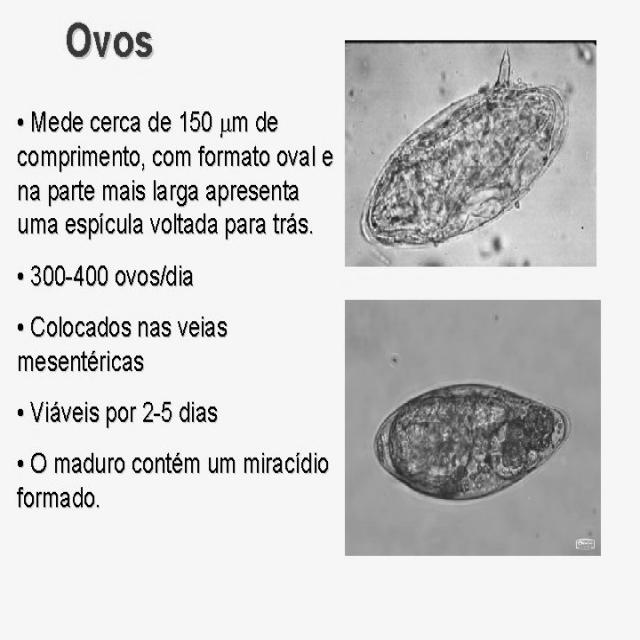 Ovos
• Mede cerca de 150 µm de
comprimento, com formato oval e
na parte mais larga apresenta
uma espícula voltada para trás.
• 300-400 ovos/dia
• Colocados nas veias
mesentéricas
• Viáveis por 2-5 dias
• O maduro contém um miracídio
formado.